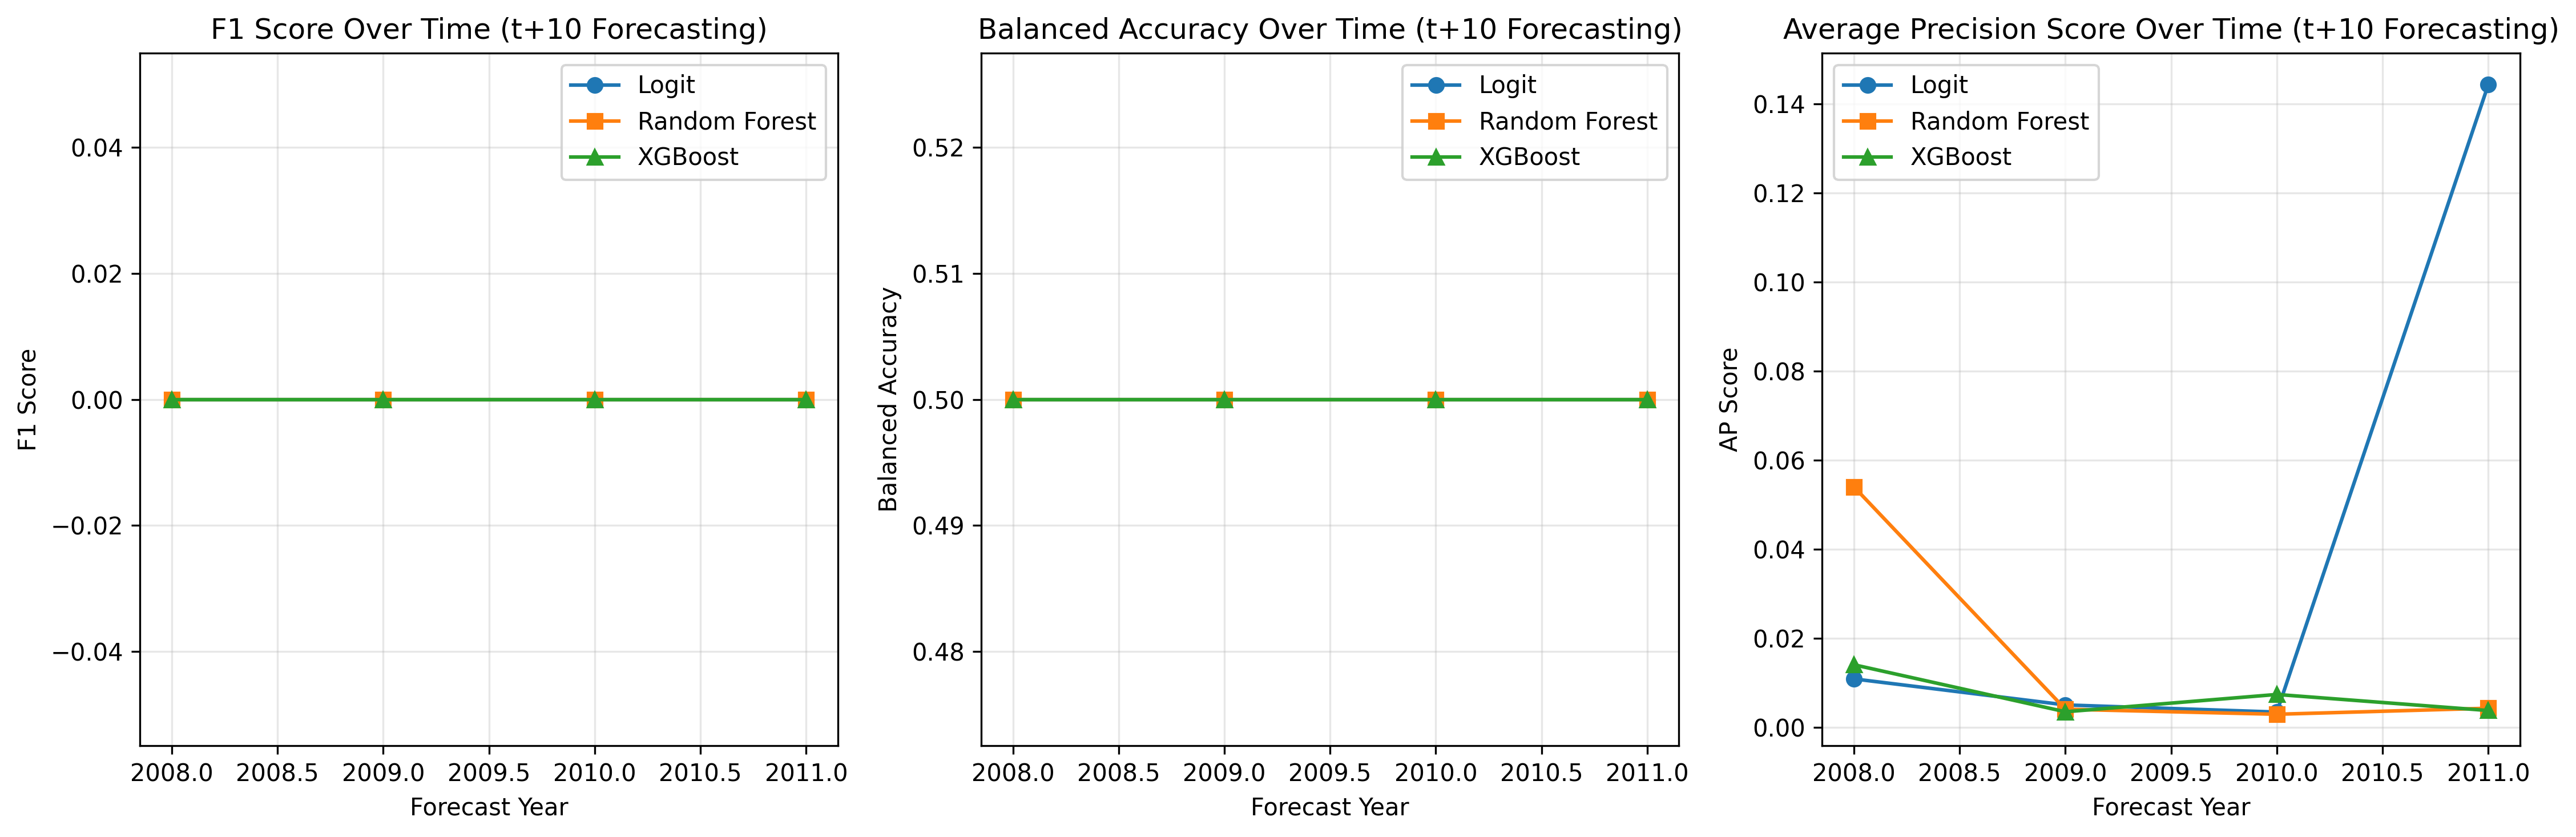 F1 Score Over Time (t+10 Forecasting)
Logit
Random Forest
XGBoost
0.04
0.02
0.00
−0.02
−0.04
F1 Score
2008.0 2008.5 2009.0 2009.5 2010.0 2010.5 2011.0
Forecast Year
Balanced Accuracy Over Time (t+10 Forecasting)
Logit
Random Forest
XGBoost
0.52
0.51
0.50
0.49
0.48
Balanced Accuracy
2008.0 2008.5 2009.0 2009.5 2010.0 2010.5 2011.0
Forecast Year
Average Precision Score Over Time (t+10 Forecasting)
Logit
Random Forest
XGBoost
0.14
0.12
0.10
0.08
0.06
0.04
0.02
0.00
AP Score
2008.0 2008.5 2009.0 2009.5 2010.0 2010.5 2011.0
Forecast Year